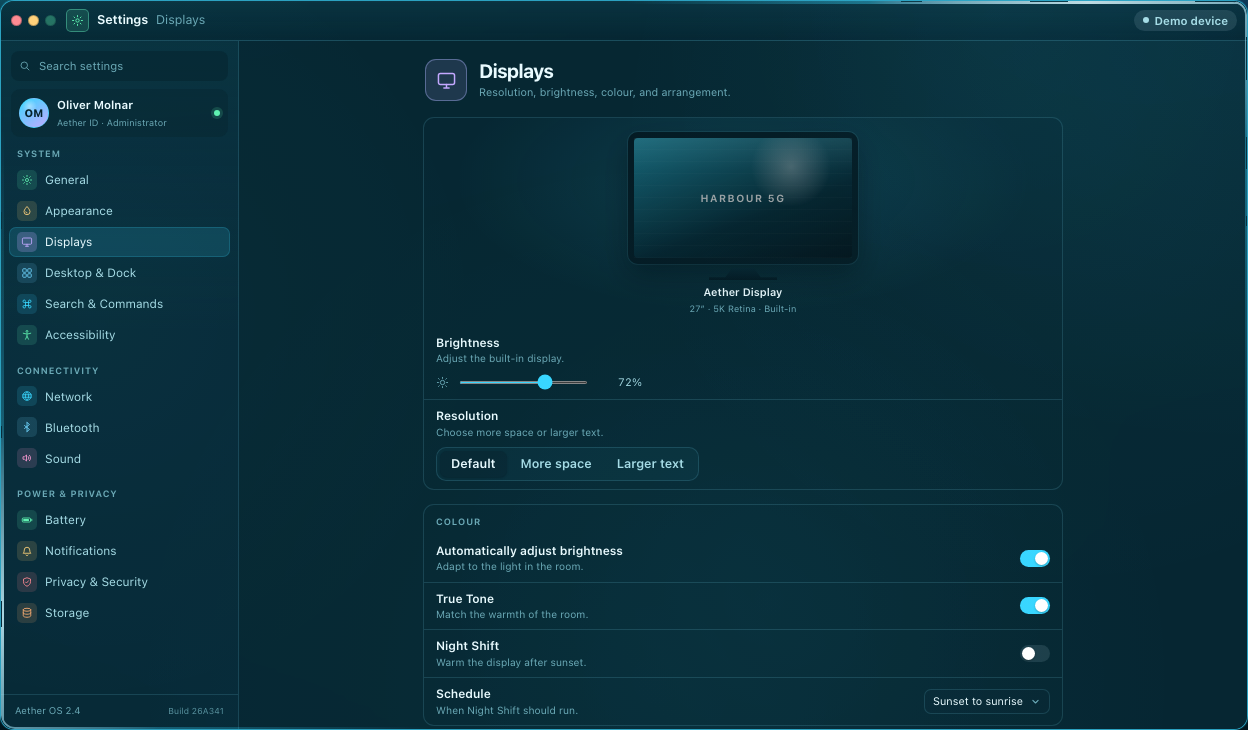 Settings Displays
Demo device
Search settings
OM
Oliver Molnar
Aether ID · Administrator
SYSTEM
General
Appearance
Displays
Desktop & Dock
Search & Commands
Accessibility
CONNECTIVITY
Network
Bluetooth
Sound
POWER & PRIVACY
Battery
Notifications
Privacy & Security
Storage
Aether OS 2.4
Build 26A341
Displays
Resolution, brightness, colour, and arrangement.
HARBOUR 5G
Aether Display
27" · 5K Retina · Built-in
Brightness
Adjust the built-in display.
72%
Resolution
Choose more space or larger text.
Default
More space
Larger text
COLOUR
Automatically adjust brightness
Adapt to the light in the room.
True Tone
Match the warmth of the room.
Night Shift
Warm the display after sunset.
Schedule
When Night Shift should run.
Sunset to sunrise